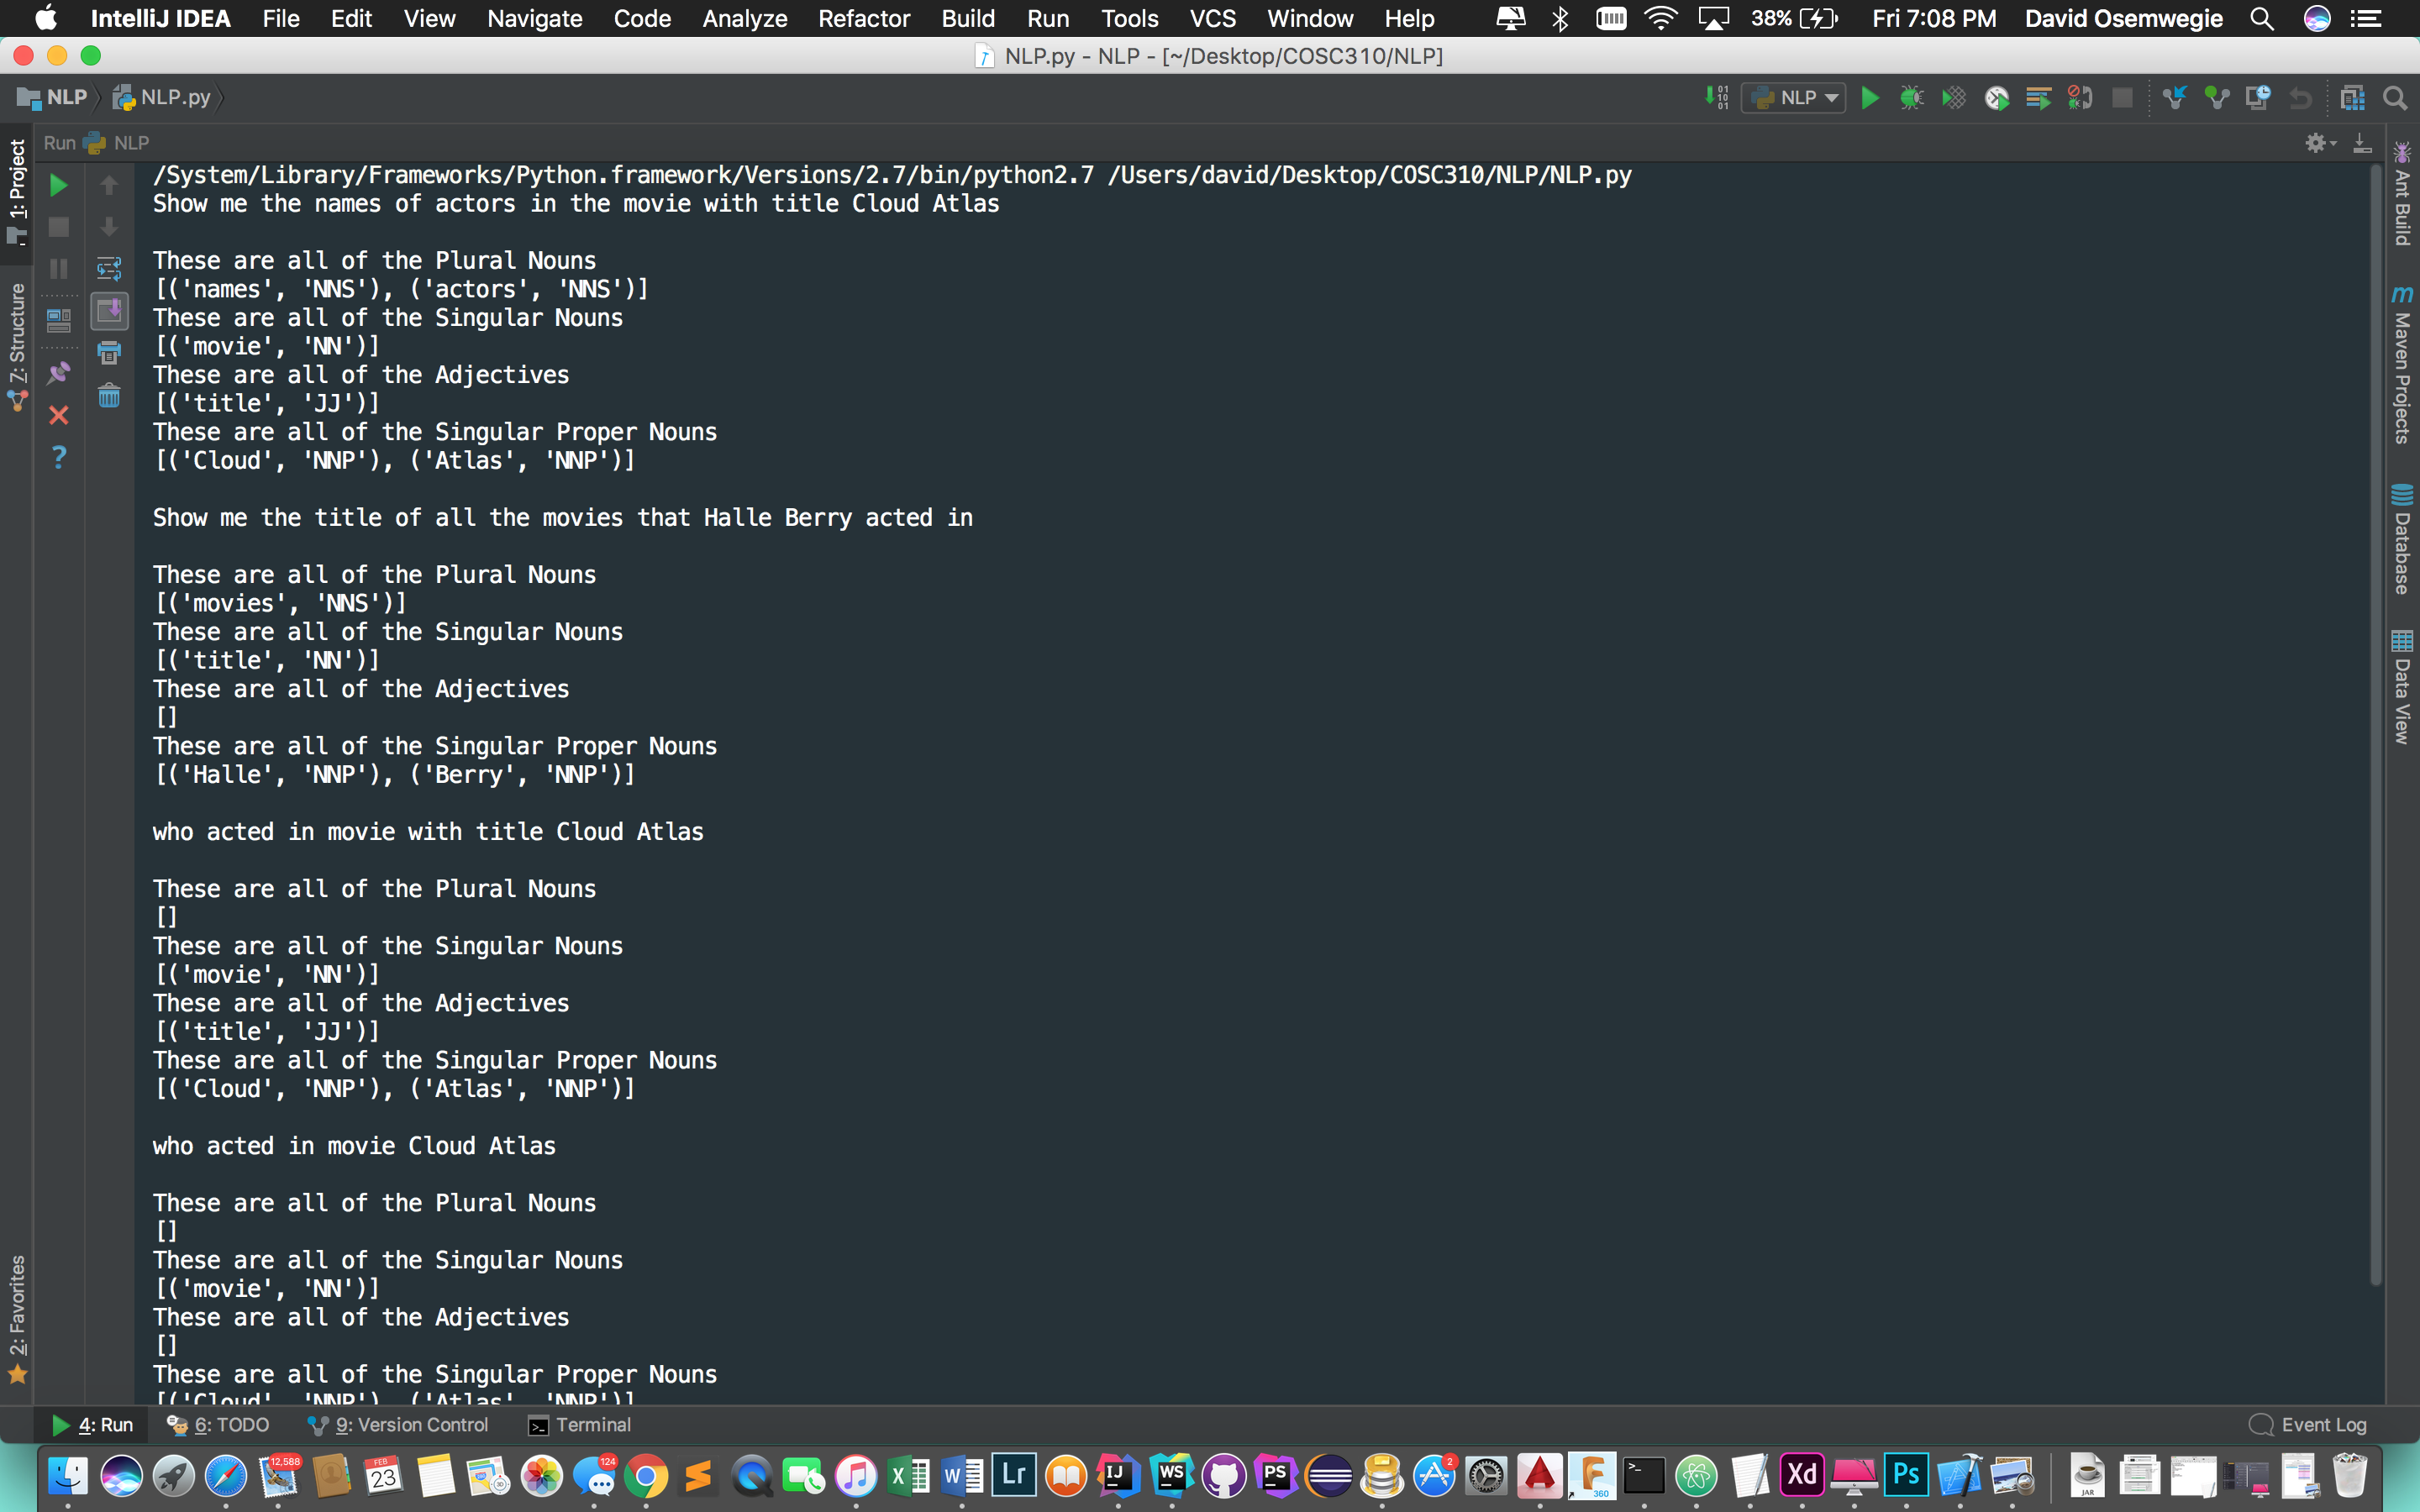 IntelliJ IDEA File Edit View Navigate Code Analyze Refactor Build Run Tools VCS Window Help 38% Fri 7:08 PM David Osemwegie
NLP.py - NLP - [~/Desktop/COSC310/NLP]
NLP NLP.py NLP
Run NLP
1: Project
Z: Structure
2: Favorites
/System/Library/Frameworks/Python.framework/Versions/2.7/bin/python2.7 /Users/david/Desktop/COSC310/NLP/NLP.py
Show me the names of actors in the movie with title Cloud Atlas
These are all of the Plural Nouns
[('names', 'NNS'), ('actors', 'NNS')]
These are all of the Singular Nouns
[('movie', 'NN')]
These are all of the Adjectives
[('title', 'JJ')]
These are all of the Singular Proper Nouns
[('Cloud', 'NNP'), ('Atlas', 'NNP')]
Show me the title of all the movies that Halle Berry acted in
These are all of the Plural Nouns
[('movies', 'NNS')]
These are all of the Singular Nouns
[('title', 'NN')]
These are all of the Adjectives
[]
These are all of the Singular Proper Nouns
[('Halle', 'NNP'), ('Berry', 'NNP')]
who acted in movie with title Cloud Atlas
These are all of the Plural Nouns
[]
These are all of the Singular Nouns
[('movie', 'NN')]
These are all of the Adjectives
[('title', 'JJ')]
These are all of the Singular Proper Nouns
[('Cloud', 'NNP'), ('Atlas', 'NNP')]
who acted in movie Cloud Atlas
These are all of the Plural Nouns
[]
These are all of the Singular Nouns
[('movie', 'NN')]
These are all of the Adjectives
[]
These are all of the Singular Proper Nouns
[('Cloud', 'NNP'), ('Atlas', 'NNP')]
Ant Build
m Maven Projects
Database
Data View
4: Run 6: TODO 9: Version Control Terminal Event Log
12,588 FEB 23 124 Lr IJ WS PS 2 360 Xd Ps JAR